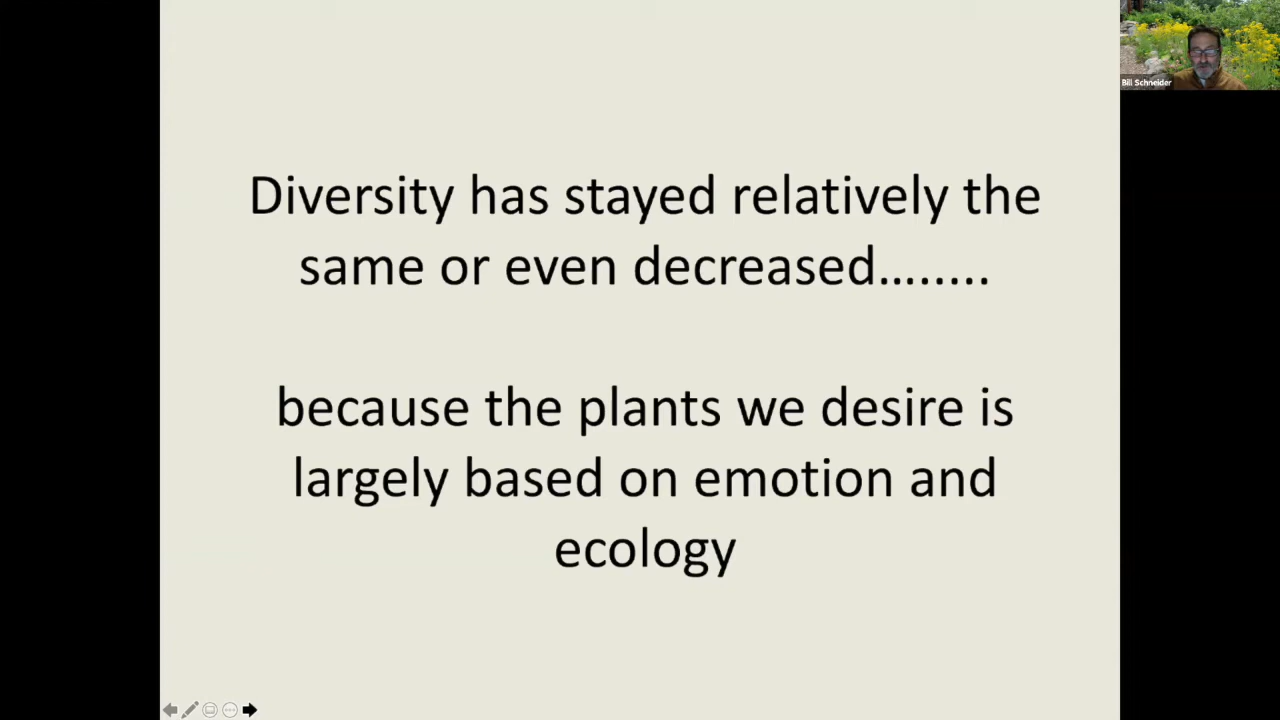 Bill Schneider
Diversity has stayed relatively the
same or even decreased….....
because the plants we desire is
largely based on emotion and
ecology